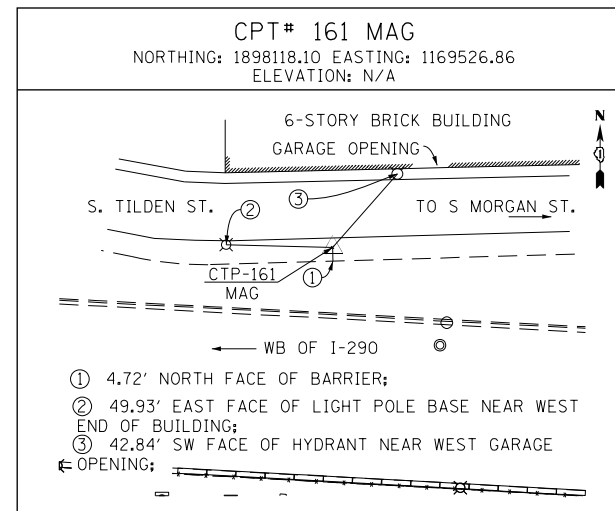 CPT# 161 MAG
NORTHING: 1898118.10 EASTING: 1169526.86
ELEVATION: N/A
6-STORY BRICK BUILDING
N
GARAGE OPENING
3
S. TILDEN ST.
2
TO S MORGAN ST.
CTP-161
MAG
1
WB OF I-290
1 4.72' NORTH FACE OF BARRIER;
2 49.93' EAST FACE OF LIGHT POLE BASE NEAR WEST
END OF BUILDING;
3 42.84' SW FACE OF HYDRANT NEAR WEST GARAGE
OPENING;